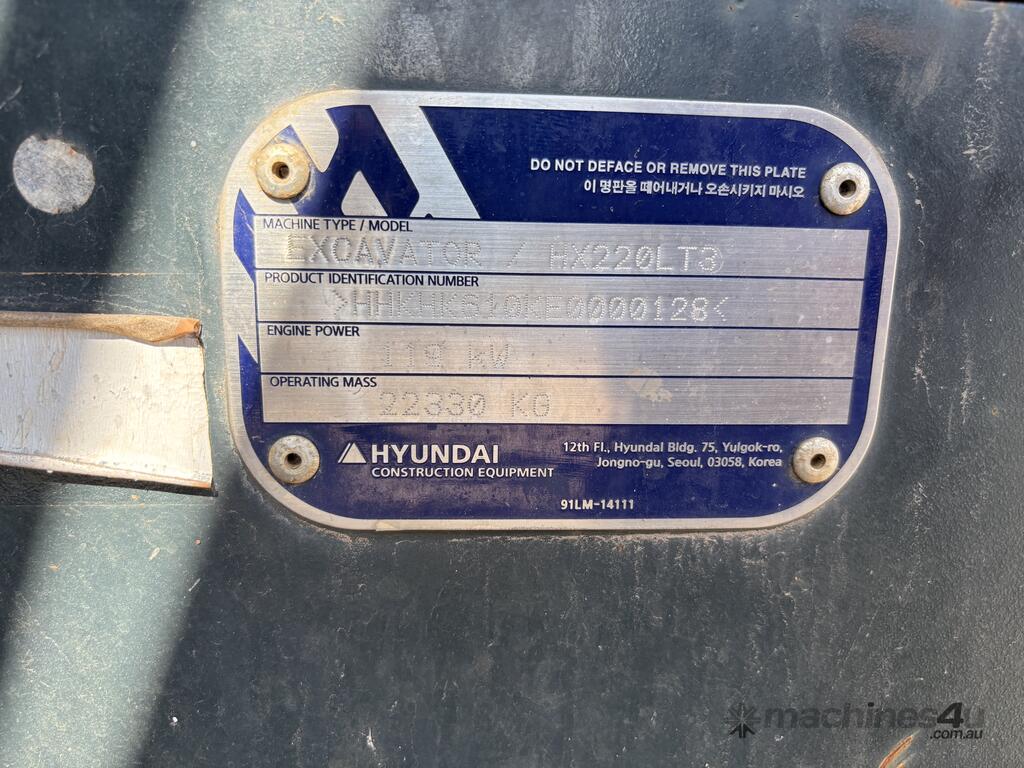 DO NOT DEFACE OR REMOVE THIS PLATE
이 명판을 떼어내거나 오손시키지 마시오
MACHINE TYPE / MODEL
EXCAVATOR / HX220LT3
PRODUCT IDENTIFICATION NUMBER
>HHKHK610KE0000128<
ENGINE POWER
119 kW
OPERATING MASS
22330 KG
HYUNDAI
CONSTRUCTION EQUIPMENT
12th Fl., Hyundai Bldg. 75, Yulgok-ro,
Jongno-gu, Seoul, 03058, Korea
91LM-14111
machines4u
.com.au